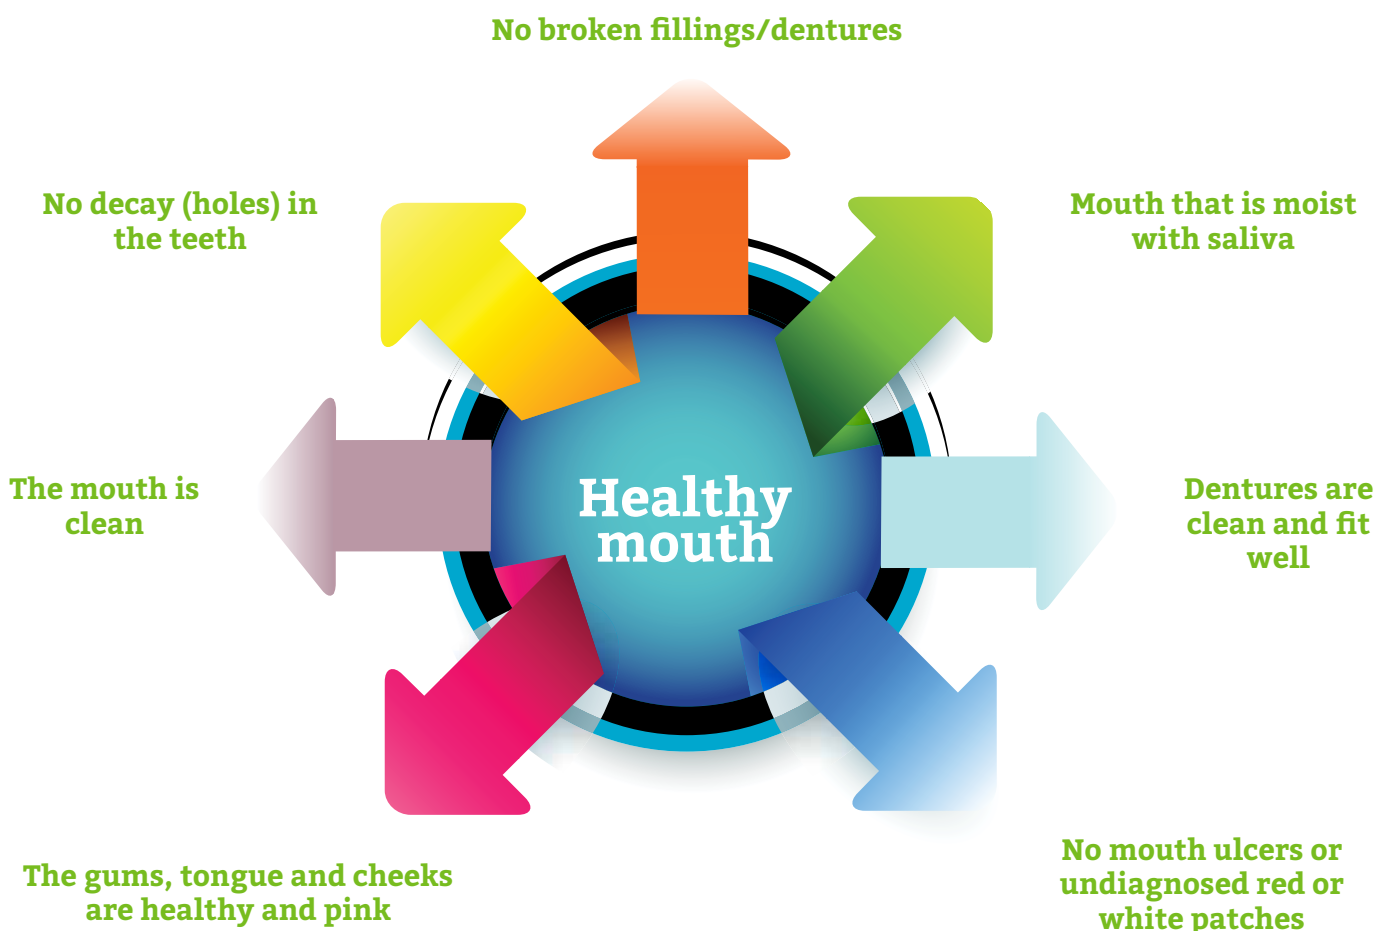 No broken fillings/dentures
No decay (holes) in
the teeth
Mouth that is moist
with saliva
The mouth is
clean
Healthy
mouth
Dentures are
clean and fit
well
The gums, tongue and cheeks
are healthy and pink
No mouth ulcers or
undiagnosed red or
white patches